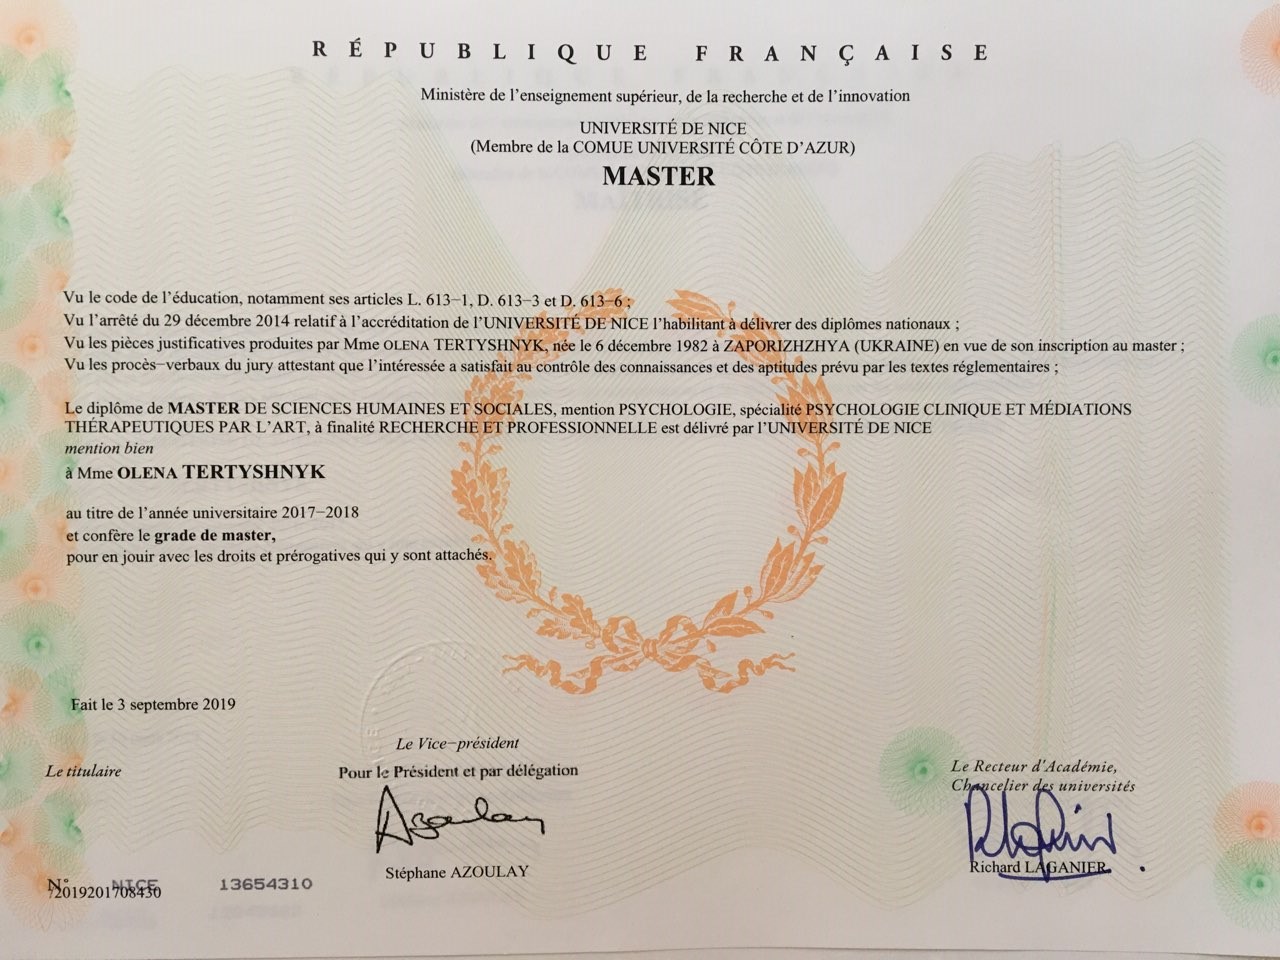 RÉPUBLIQUE FRANÇAISE
Ministère de l'enseignement supérieur, de la recherche et de l'innovation
UNIVERSITÉ DE NICE
(Membre de la COMUE UNIVERSITÉ CÔTE D'AZUR)
MASTER
Vu le code de l'éducation, notamment ses articles L. 613-1, D. 613-3 et D. 613-6 ;
Vu l'arrêté du 29 décembre 2014 relatif à l'accréditation de l'UNIVERSITÉ DE NICE l'habilitant à délivrer des diplômes nationaux ;
Vu les pièces justificatives produites par Mme OLENA TERTYSHNYK, née le 6 décembre 1982 à ZAPORIZHZHYA (UKRAINE) en vue de son inscription au master ;
Vu les procès-verbaux du jury attestant que l'intéressée a satisfait au contrôle des connaissances et des aptitudes prévu par les textes réglementaires ;
Le diplôme de MASTER DE SCIENCES HUMAINES ET SOCIALES, mention PSYCHOLOGIE, spécialité PSYCHOLOGIE CLINIQUE ET MÉDIATIONS
THÉRAPEUTIQUES PAR L'ART, à finalité RECHERCHE ET PROFESSIONNELLE est délivré par l'UNIVERSITÉ DE NICE
mention bien
à Mme OLENA TERTYSHNYK
au titre de l'année universitaire 2017-2018
et confère le grade de master,
pour en jouir avec les droits et prérogatives qui y sont attachés.
Fait le 3 septembre 2019
Le titulaire
Le Vice-président
Pour le Président et par délégation
Azoulay
Stéphane AZOULAY
Le Recteur d'Académie,
Chancelier des universités
Richard LAGANIER
N° NICE 13654310
/2019201708430